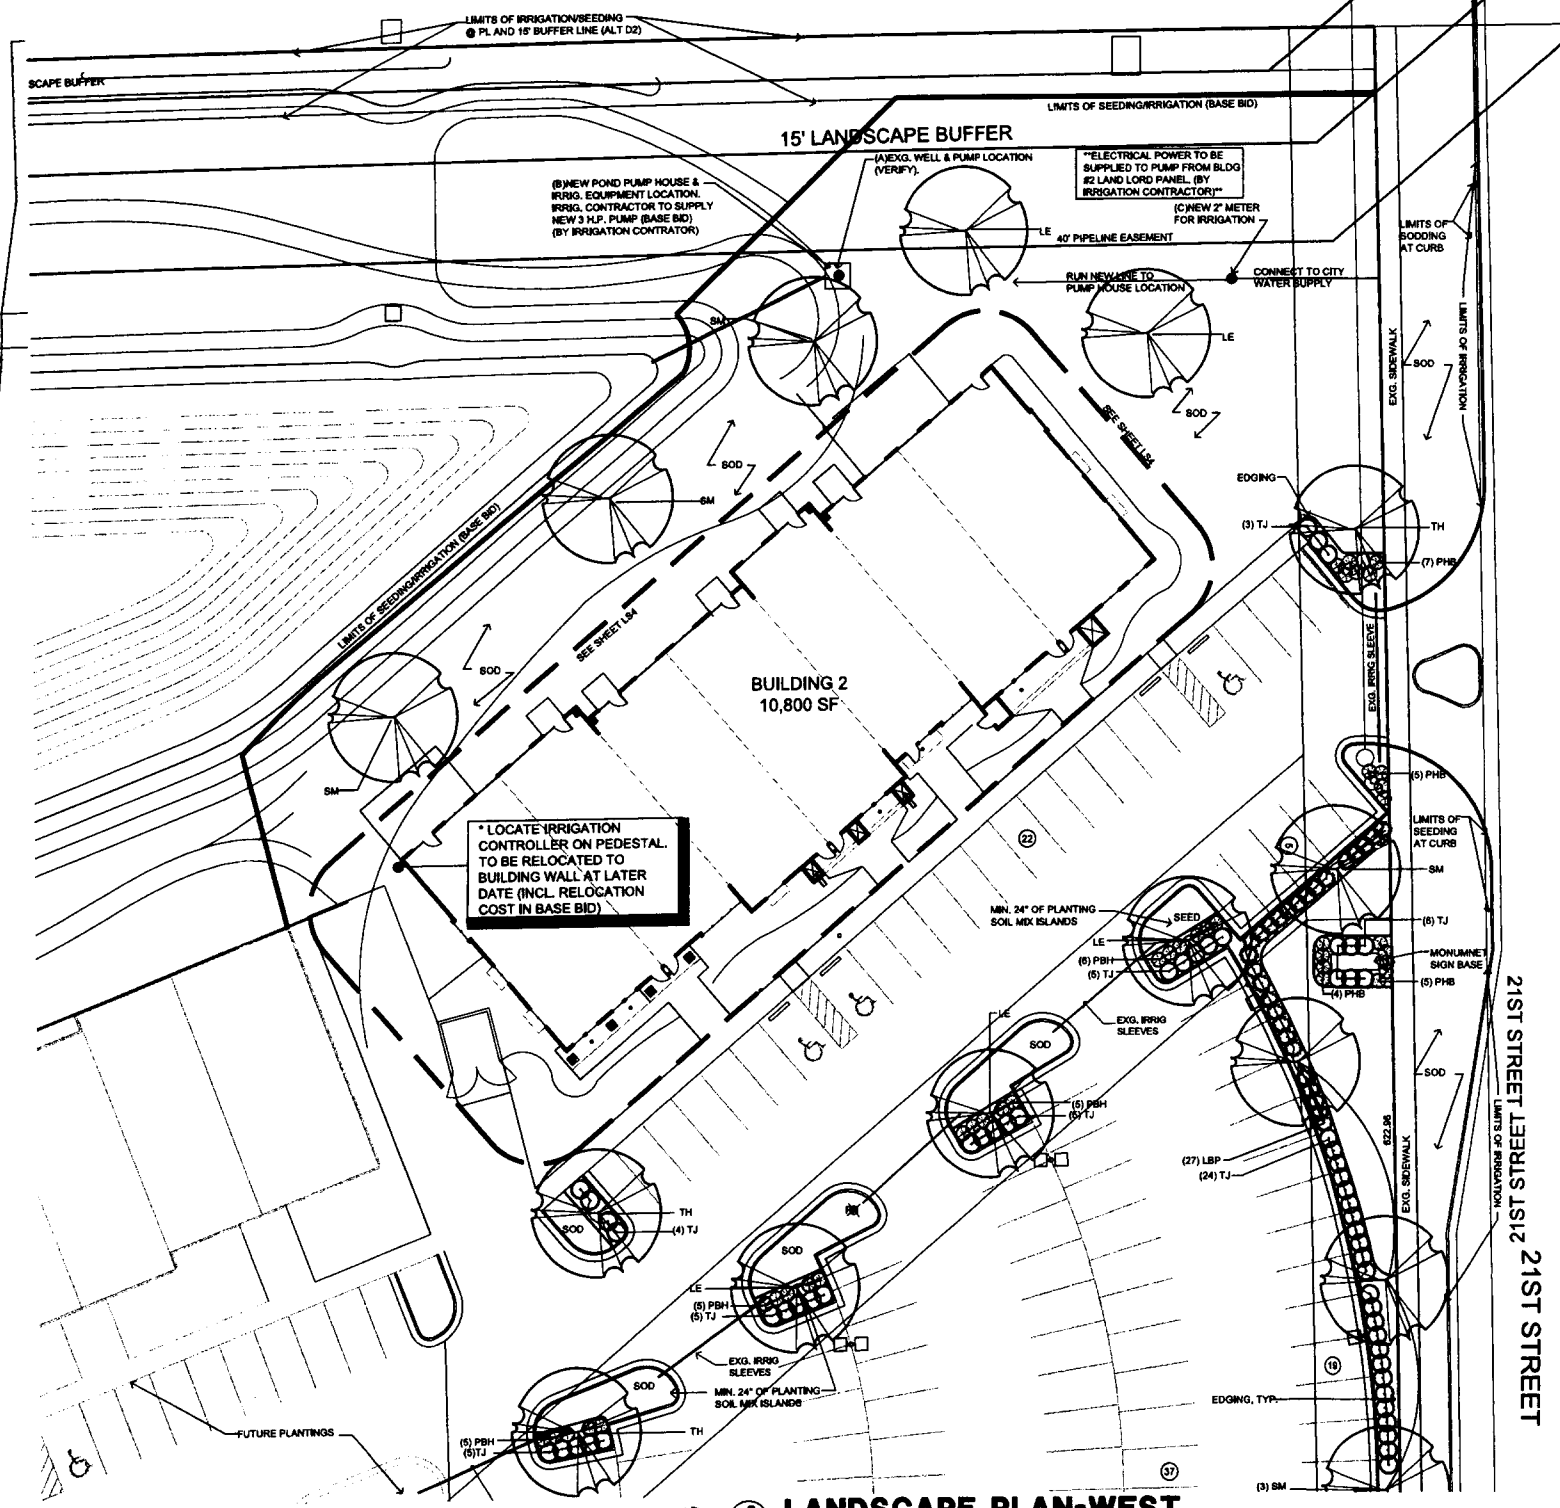 LIMITS OF IRRIGATION/SEEDING
@ PL AND 15' BUFFER LINE (ALT D2)
SCAPE BUFFER
LIMITS OF SEEDING/IRRIGATION (BASE BID)
15' LANDSCAPE BUFFER
(A)EXG. WELL & PUMP LOCATION
(VERIFY).
**ELECTRICAL POWER TO BE
SUPPLIED TO PUMP FROM BLDG
#2 LAND LORD PANEL. (BY
IRRIGATION CONTRACTOR)**
(B)NEW POND PUMP HOUSE &
IRRIG. EQUIPMENT LOCATION.
IRRIG. CONTRACTOR TO SUPPLY
NEW 3 H.P. PUMP (BASE BID)
(BY IRRIGATION CONTRATOR)
(C)NEW 2" METER
FOR IRRIGATION
LE
40' PIPELINE EASEMENT
LIMITS OF
SODDING
AT CURB
RUN NEW LINE TO
PUMP HOUSE LOCATION
CONNECT TO CITY
WATER SUPPLY
SM
LE
EXG. SIDEWALK
LIMITS OF IRRIGATION
SOD
SOD
SEE SHEET LS4
SOD
SM
EDGING
(3) TJ
TH
(7) PHB
LIMITS OF SEEDING/IRRIGATION (BASE BID)
SEE SHEET LS4
SOD
EXG. IRRIG SLEEVE
BUILDING 2
10,800 SF
SM
(5) PHB
* LOCATE IRRIGATION
CONTROLLER ON PEDESTAL.
TO BE RELOCATED TO
BUILDING WALL AT LATER
DATE (INCL. RELOCATION
COST IN BASE BID)
22
5
LIMITS OF
SEEDING
AT CURB
SM
MIN. 24" OF PLANTING
SOIL MIX ISLANDS
SEED
(6) TJ
LE
(6) PBH
(5) TJ
MONUMNET
SIGN BASE
(5) PHB
(4) PHB
EXG. IRRIG
SLEEVES
LE
SOD
SOD
(5) PBH
(5) TJ
622.96
EXG. SIDEWALK
LIMITS OF IRRIGATION
(27) LBP
(24) TJ
21ST STREET
21ST STREET
21ST STREET
TH
(4) TJ
SOD
SOD
LE
(5) PBH
(5) TJ
EXG. IRRIG
SLEEVES
MIN. 24" OF PLANTING
SOIL MIX ISLANDS
SOD
19
EDGING, TYP.
FUTURE PLANTINGS
TH
(5) PBH
(5)TJ
37
(3) SM
LANDSCAPE PLAN-WEST